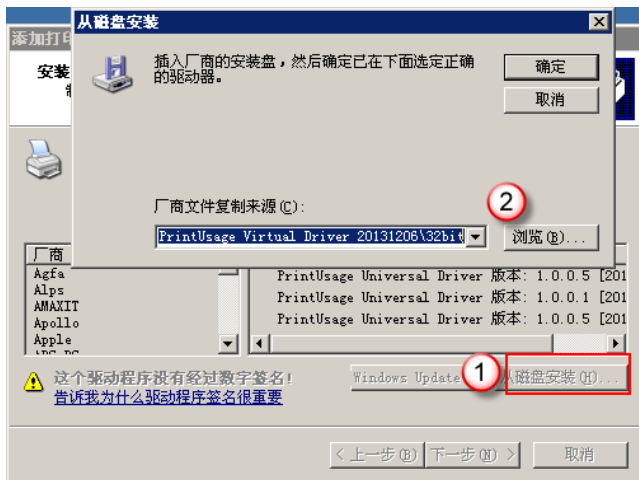 从磁盘安装
添加打印
安装
插入厂商的安装盘，然后确定已在下面选定正确
的驱动器。
确定
取消
厂商文件复制来源(C):
2
PrintUsage Virtual Driver 20131206\32bit
浏览(B)...
厂商
Agfa
Alps
AMAXIT
Apollo
Apple
PrintUsage Universal Driver 版本: 1.0.0.5 [201
PrintUsage Universal Driver 版本: 1.0.0.1 [201
PrintUsage Universal Driver 版本: 1.0.0.5 [201
这个驱动程序没有经过数字签名!
告诉我为什么驱动程序签名很重要
Windows Update
1
从磁盘安装(H)...
< 上一步(B)
下一步(N) >
取消